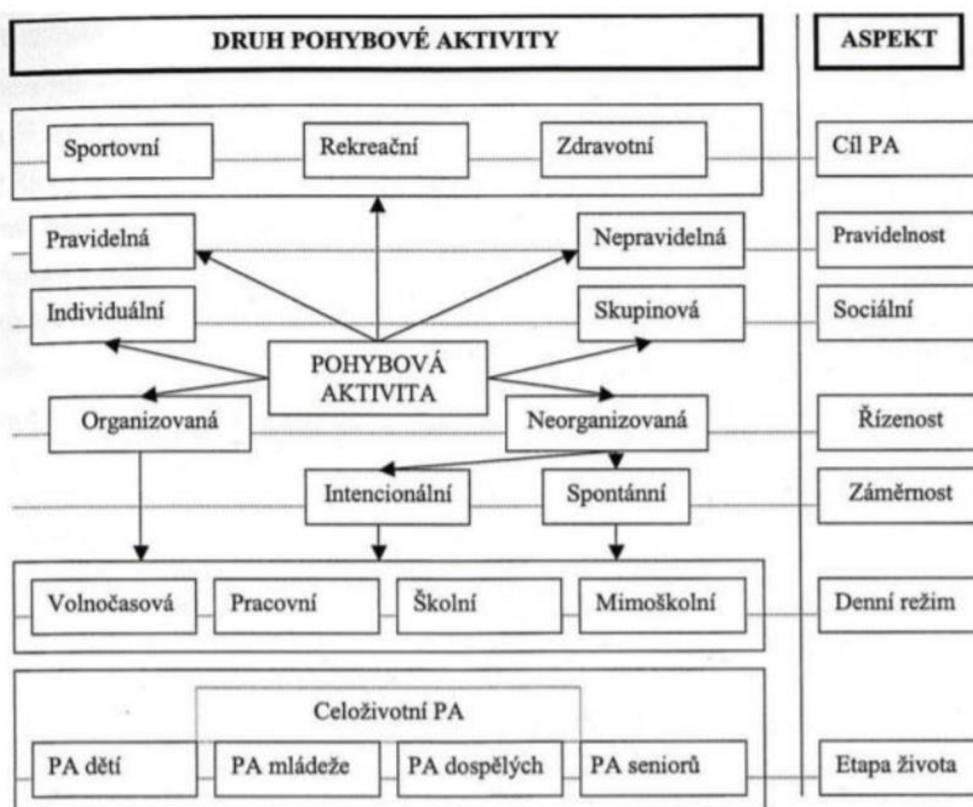 DRUH POHYBOVÉ AKTIVITY
ASPEKT
Sportovní
Rekreační
Zdravotní
Cíl PA
Pravidelná
Nepravidelná
Pravidelnost
Individuální
Skupinová
Sociální
POHYBOVÁ
AKTIVITA
Organizovaná
Neorganizovaná
Řízenost
Intencionální
Spontánní
Záměrnost
Volnočasová
Pracovní
Školní
Mimoškolní
Denní režim
Celoživotní PA
PA dětí
PA mládeže
PA dospělých
PA seniorů
Etapa života